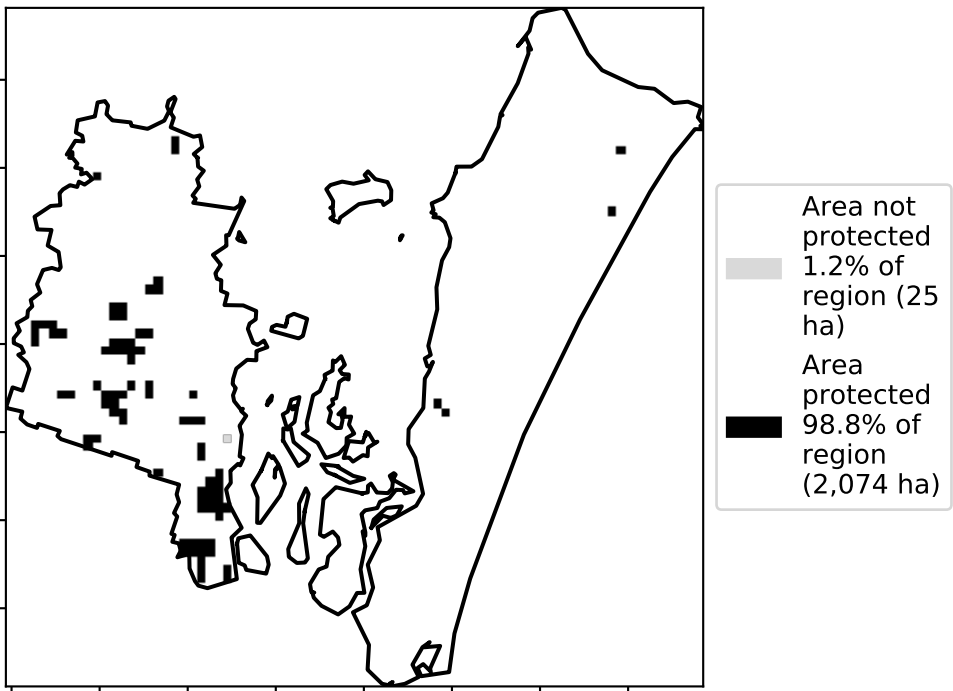 Area not
protected
1.2% of
region (25
ha)
Area
protected
98.8% of
region
(2,074 ha)